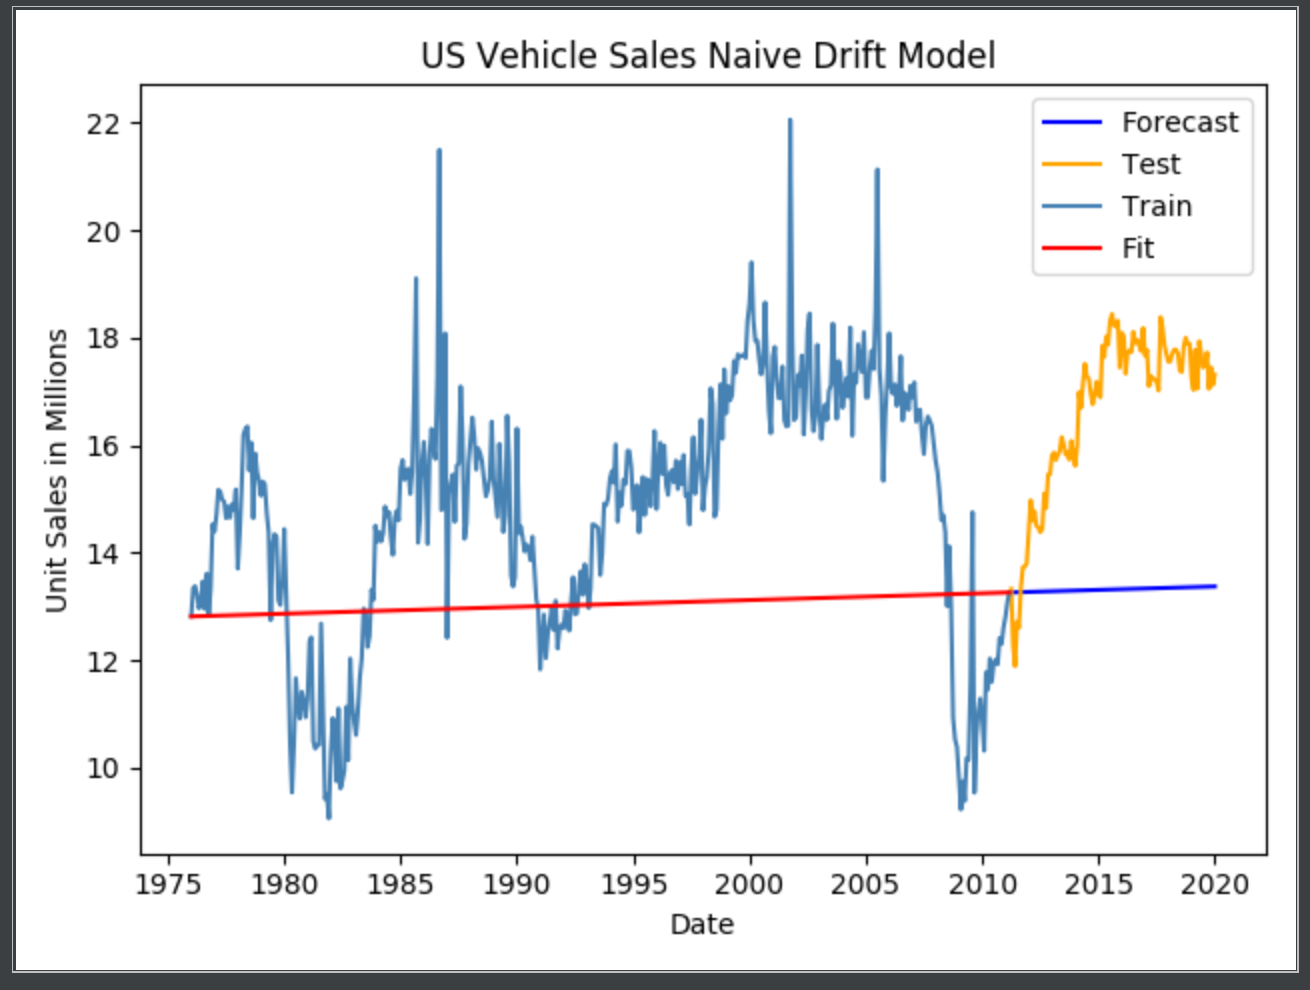 US Vehicle Sales Naive Drift Model
Forecast
Test
Train
Fit
Unit Sales in Millions
22
20
18
16
14
12
10
1975 1980 1985 1990 1995 2000 2005 2010 2015 2020
Date